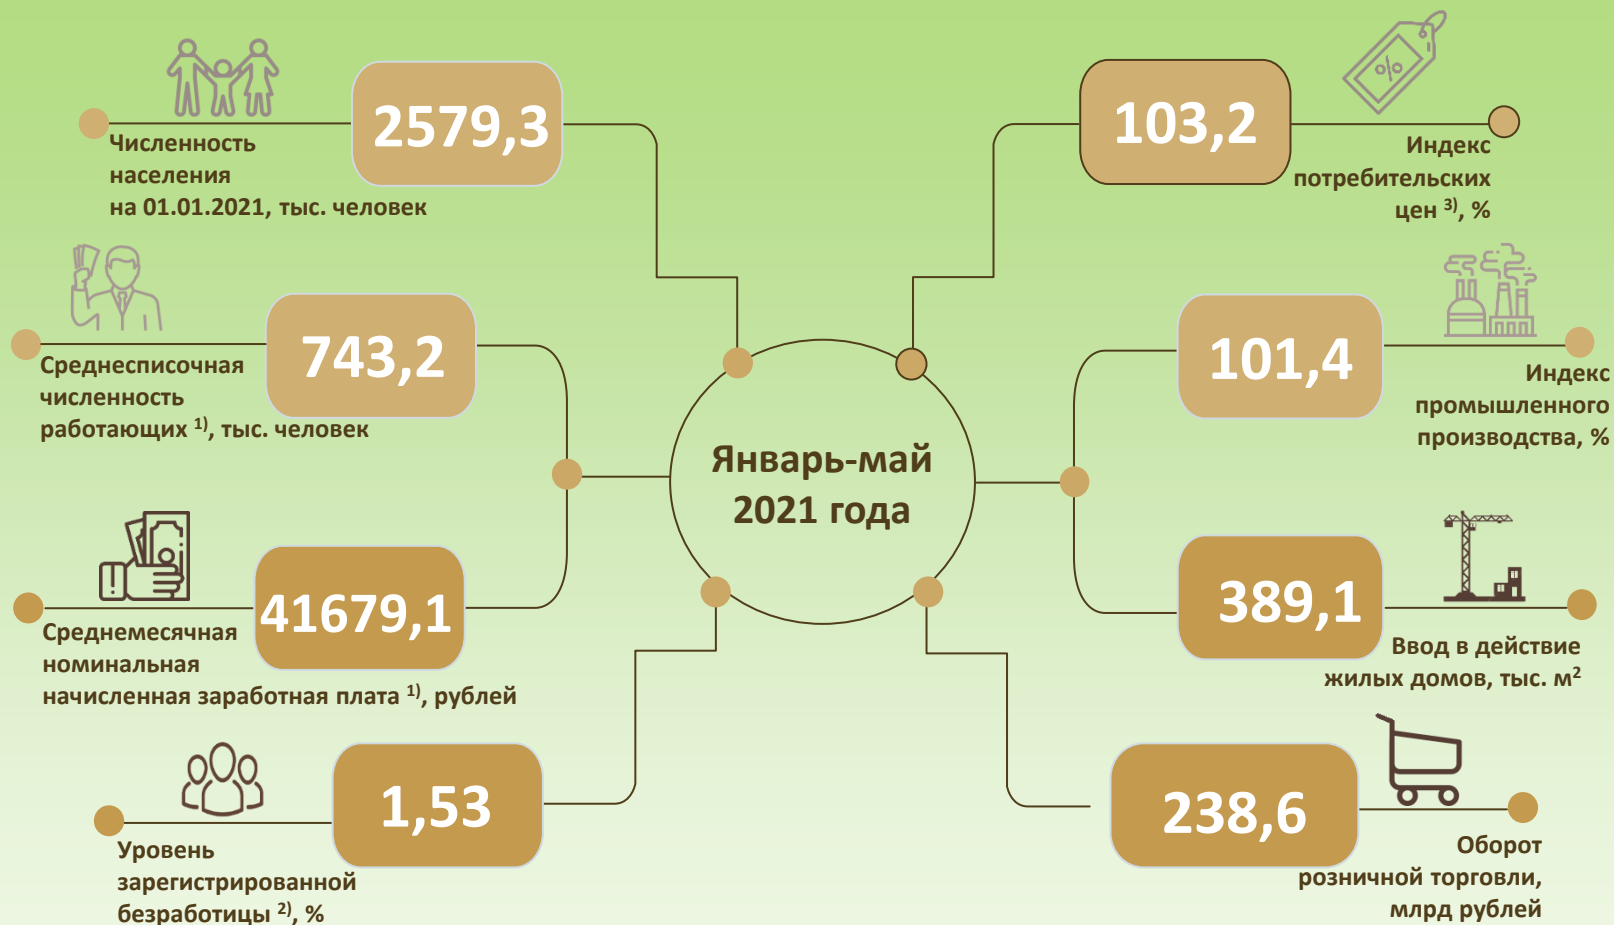 2579,3
Численность
населения
на 01.01.2021, тыс. человек
743,2
Среднесписочная
численность
работающих 1), тыс. человек
41679,1
Среднемесячная
номинальная
начисленная заработная плата 1), рублей
1,53
Уровень
зарегистрированной
безработицы 2), %
Январь-май
2021 года
%
103,2
Индекс
потребительских
цен 3), %
101,4
Индекс
промышленного
производства, %
389,1
Ввод в действие
жилых домов, тыс. м2
238,6
Оборот
розничной торговли,
млрд рублей